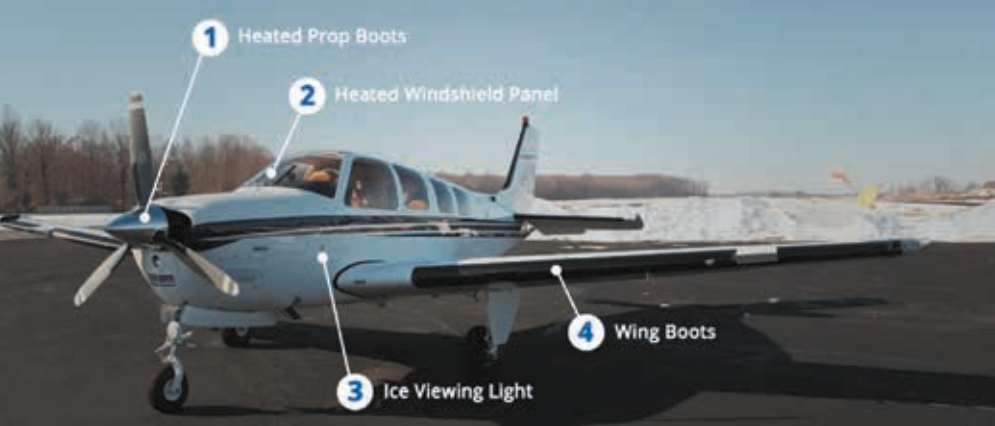 1 Heated Prop Boots
2 Heated Windshield Panel
3 Ice Viewing Light
4 Wing Boots